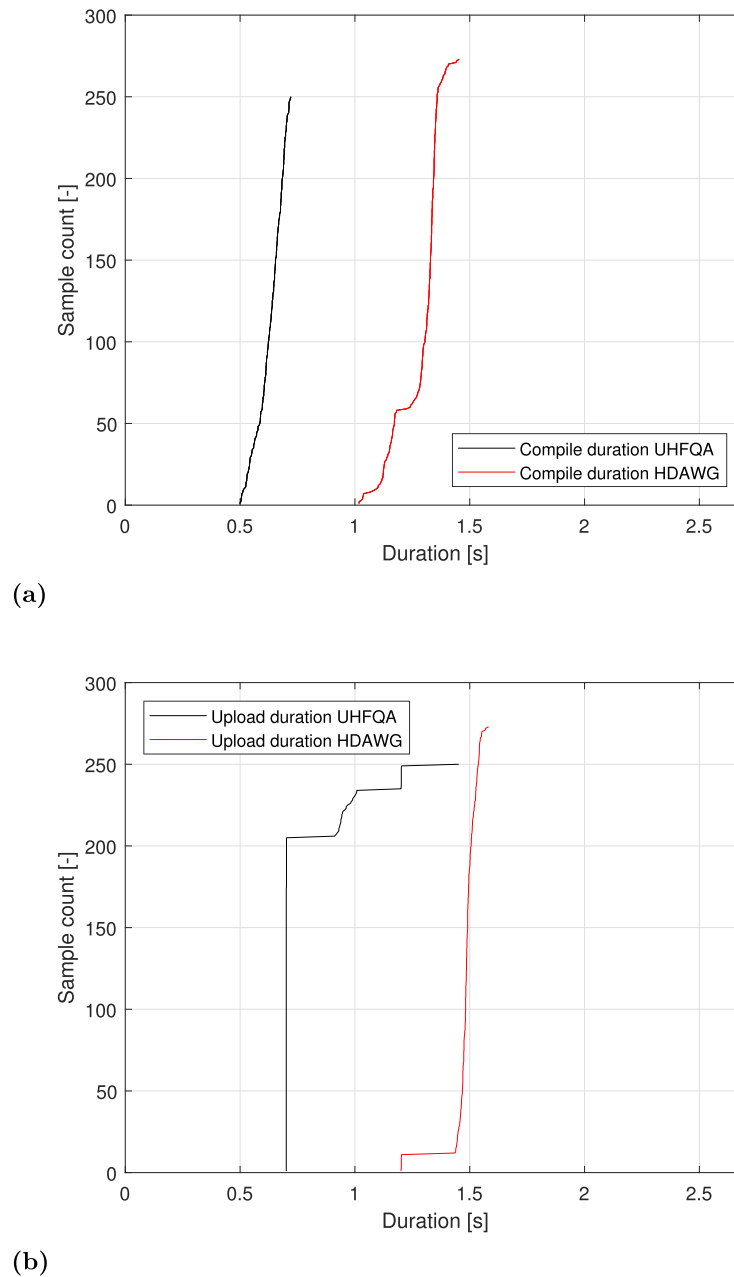 300
250
200
150
100
50
0
Sample count [-]
Compile duration UHFQA
Compile duration HDAWG
0 0.5 1 1.5 2 2.5
Duration [s]
(a)
300
250
200
150
100
50
0
Sample count [-]
Upload duration UHFQA
Upload duration HDAWG
0 0.5 1 1.5 2 2.5
Duration [s]
(b)